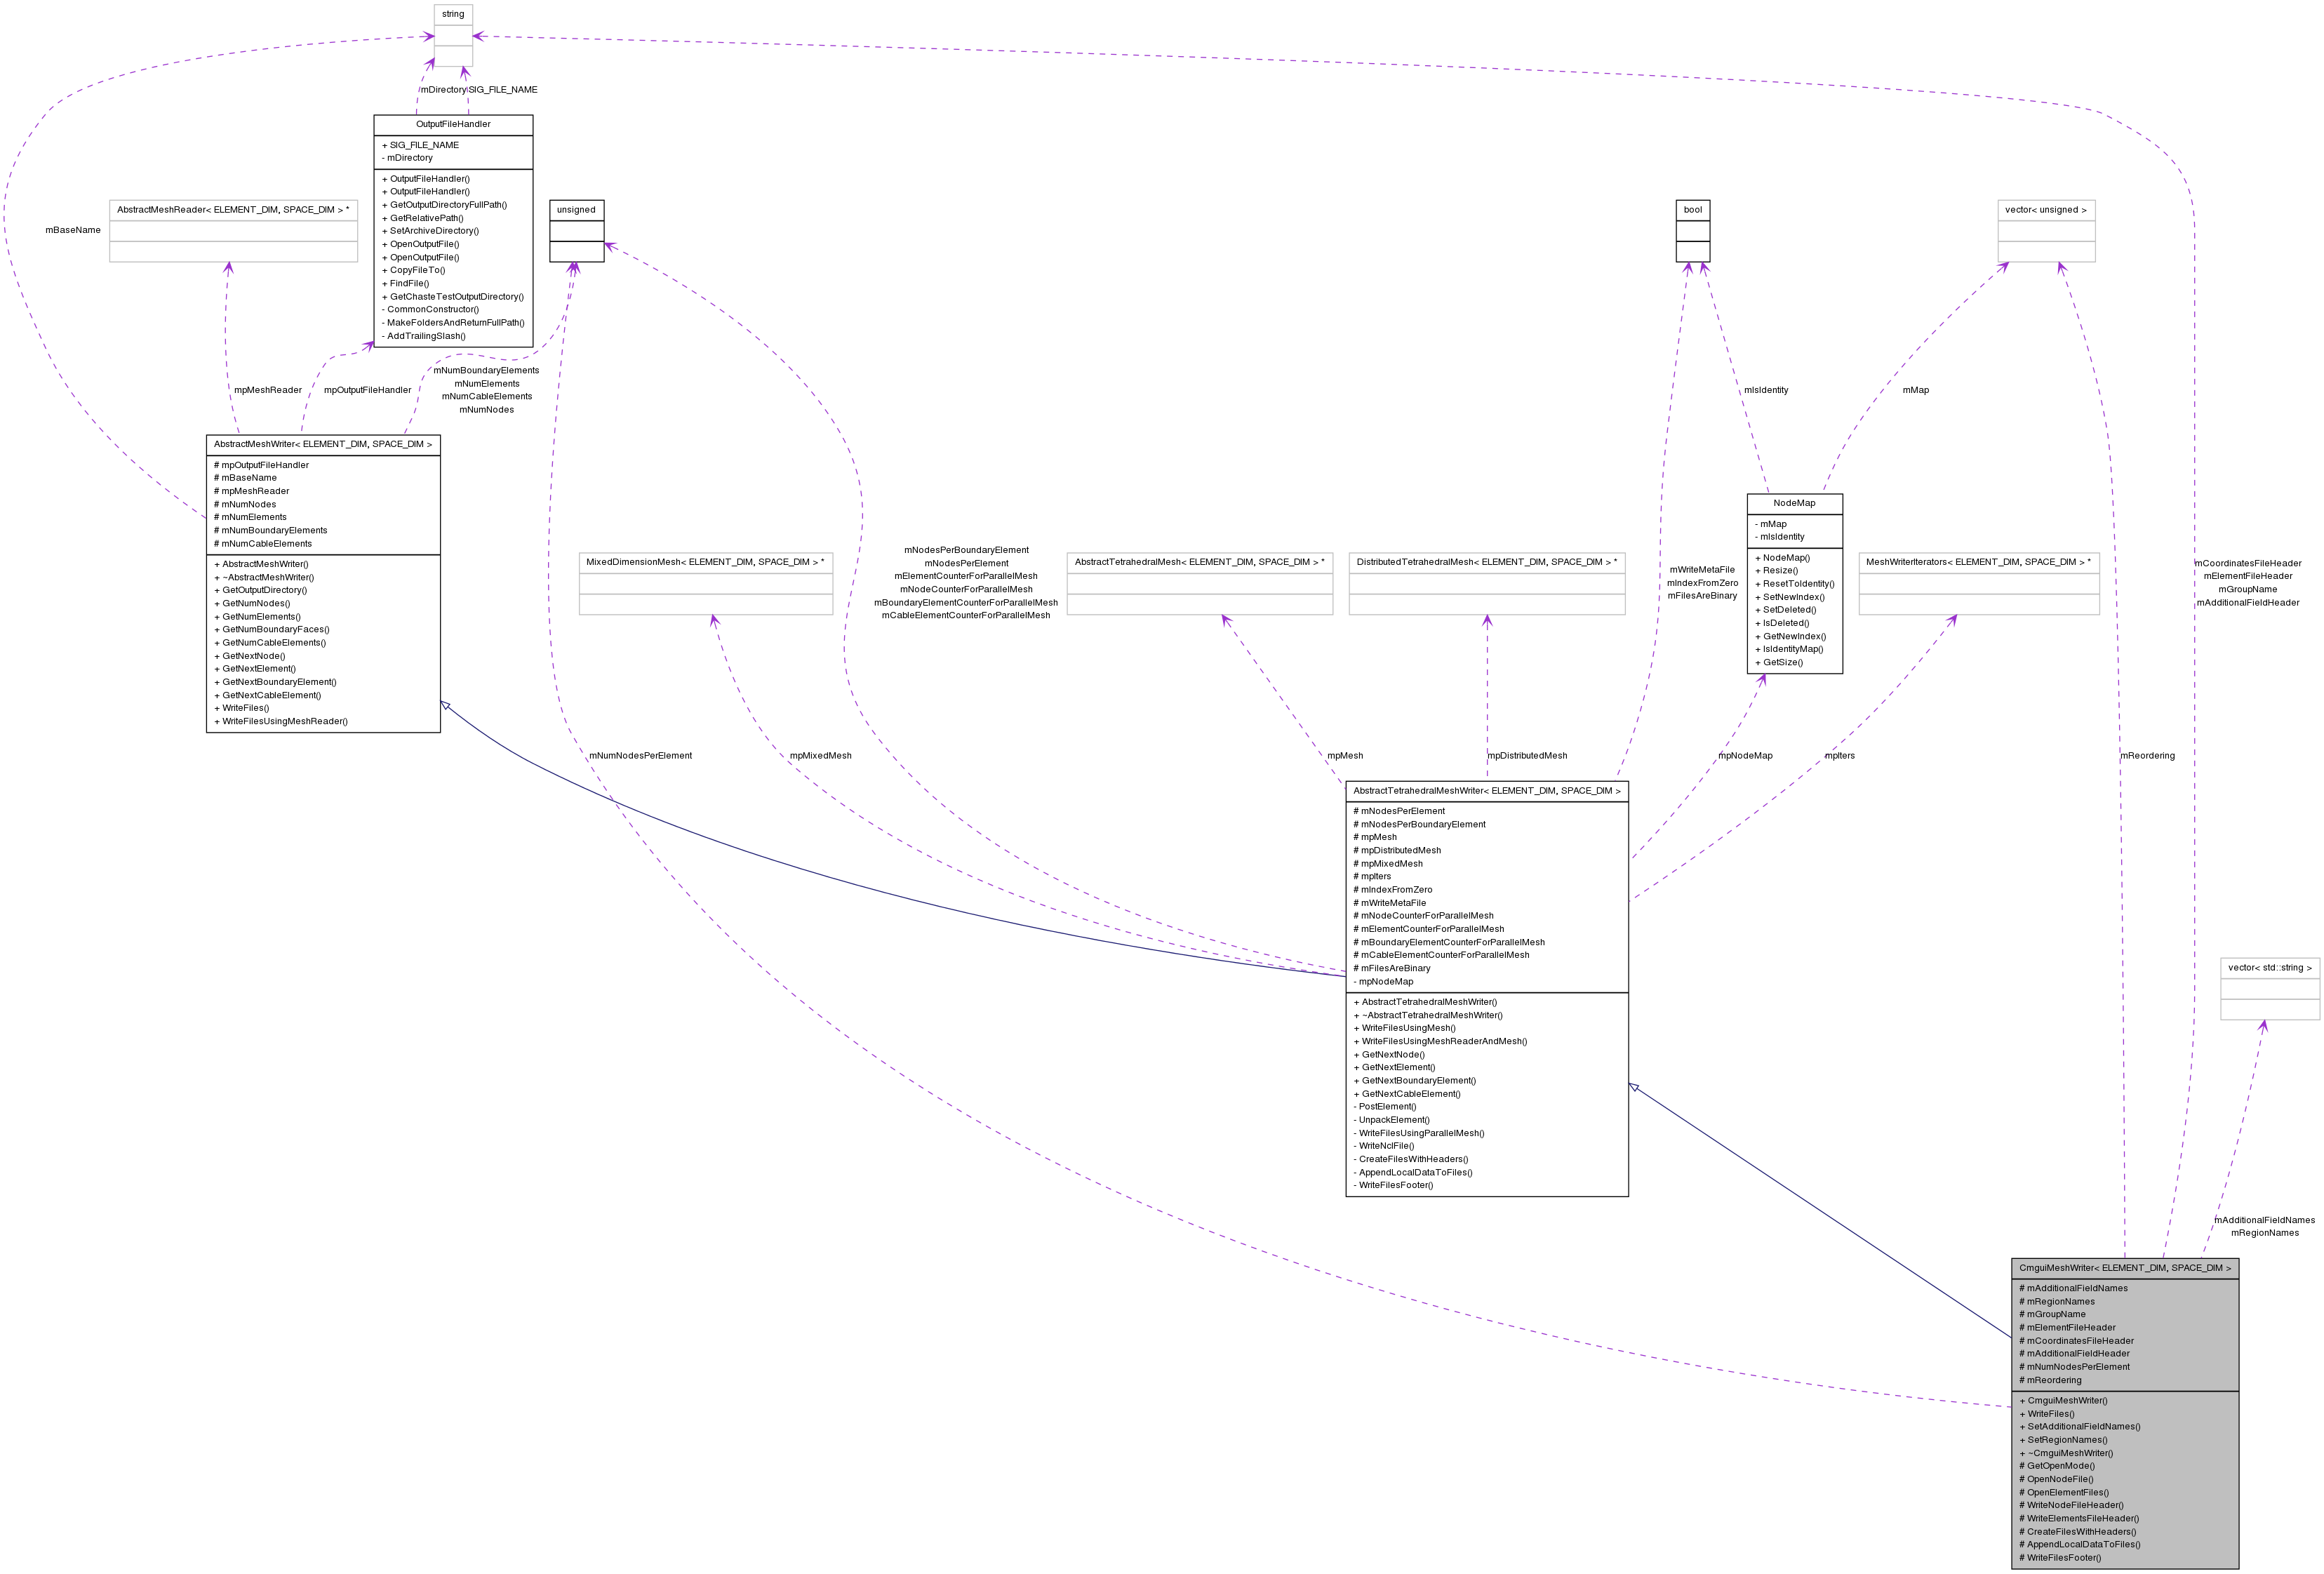 string
mDirectory
SIG_FILE_NAME
OutputFileHandler
+ SIG_FILE_NAME
- mDirectory
+ OutputFileHandler()
+ OutputFileHandler()
+ GetOutputDirectoryFullPath()
+ GetRelativePath()
+ SetArchiveDirectory()
+ OpenOutputFile()
+ OpenOutputFile()
+ CopyFileTo()
+ FindFile()
+ GetChasteTestOutputDirectory()
- CommonConstructor()
- MakeFoldersAndReturnFullPath()
- AddTrailingSlash()
AbstractMeshReader< ELEMENT_DIM, SPACE_DIM > *
unsigned
bool
vector< unsigned >
mBaseName
mpMeshReader
mpOutputFileHandler
mNumBoundaryElements
mNumElements
mNumCableElements
mNumNodes
mIsIdentity
mMap
AbstractMeshWriter< ELEMENT_DIM, SPACE_DIM >
# mpOutputFileHandler
# mBaseName
# mpMeshReader
# mNumNodes
# mNumElements
# mNumBoundaryElements
# mNumCableElements
+ AbstractMeshWriter()
+ ~AbstractMeshWriter()
+ GetOutputDirectory()
+ GetNumNodes()
+ GetNumElements()
+ GetNumBoundaryFaces()
+ GetNumCableElements()
+ GetNextNode()
+ GetNextElement()
+ GetNextBoundaryElement()
+ GetNextCableElement()
+ WriteFiles()
+ WriteFilesUsingMeshReader()
MixedDimensionMesh< ELEMENT_DIM, SPACE_DIM > *
mNodesPerBoundaryElement
mNodesPerElement
mElementCounterForParallelMesh
mNodeCounterForParallelMesh
mBoundaryElementCounterForParallelMesh
mCableElementCounterForParallelMesh
AbstractTetrahedralMesh< ELEMENT_DIM, SPACE_DIM > *
DistributedTetrahedralMesh< ELEMENT_DIM, SPACE_DIM > *
mWriteMetaFile
mIndexFromZero
mFilesAreBinary
NodeMap
- mMap
- mIsIdentity
+ NodeMap()
+ Resize()
+ ResetToIdentity()
+ SetNewIndex()
+ SetDeleted()
+ IsDeleted()
+ GetNewIndex()
+ IsIdentityMap()
+ GetSize()
MeshWriterIterators< ELEMENT_DIM, SPACE_DIM > *
mCoordinatesFileHeader
mElementFileHeader
mGroupName
mAdditionalFieldHeader
mNumNodesPerElement
mpMixedMesh
mpMesh
mpDistributedMesh
mpNodeMap
mpIters
mReordering
AbstractTetrahedralMeshWriter< ELEMENT_DIM, SPACE_DIM >
# mNodesPerElement
# mNodesPerBoundaryElement
# mpMesh
# mpDistributedMesh
# mpMixedMesh
# mpIters
# mIndexFromZero
# mWriteMetaFile
# mNodeCounterForParallelMesh
# mElementCounterForParallelMesh
# mBoundaryElementCounterForParallelMesh
# mCableElementCounterForParallelMesh
# mFilesAreBinary
- mpNodeMap
+ AbstractTetrahedralMeshWriter()
+ ~AbstractTetrahedralMeshWriter()
+ WriteFilesUsingMesh()
+ WriteFilesUsingMeshReaderAndMesh()
+ GetNextNode()
+ GetNextElement()
+ GetNextBoundaryElement()
+ GetNextCableElement()
- PostElement()
- UnpackElement()
- WriteFilesUsingParallelMesh()
- WriteNclFile()
- CreateFilesWithHeaders()
- AppendLocalDataToFiles()
- WriteFilesFooter()
vector< std::string >
mAdditionalFieldNames
mRegionNames
CmguiMeshWriter< ELEMENT_DIM, SPACE_DIM >
# mAdditionalFieldNames
# mRegionNames
# mGroupName
# mElementFileHeader
# mCoordinatesFileHeader
# mAdditionalFieldHeader
# mNumNodesPerElement
# mReordering
+ CmguiMeshWriter()
+ WriteFiles()
+ SetAdditionalFieldNames()
+ SetRegionNames()
+ ~CmguiMeshWriter()
# GetOpenMode()
# OpenNodeFile()
# OpenElementFiles()
# WriteNodeFileHeader()
# WriteElementsFileHeader()
# CreateFilesWithHeaders()
# AppendLocalDataToFiles()
# WriteFilesFooter()